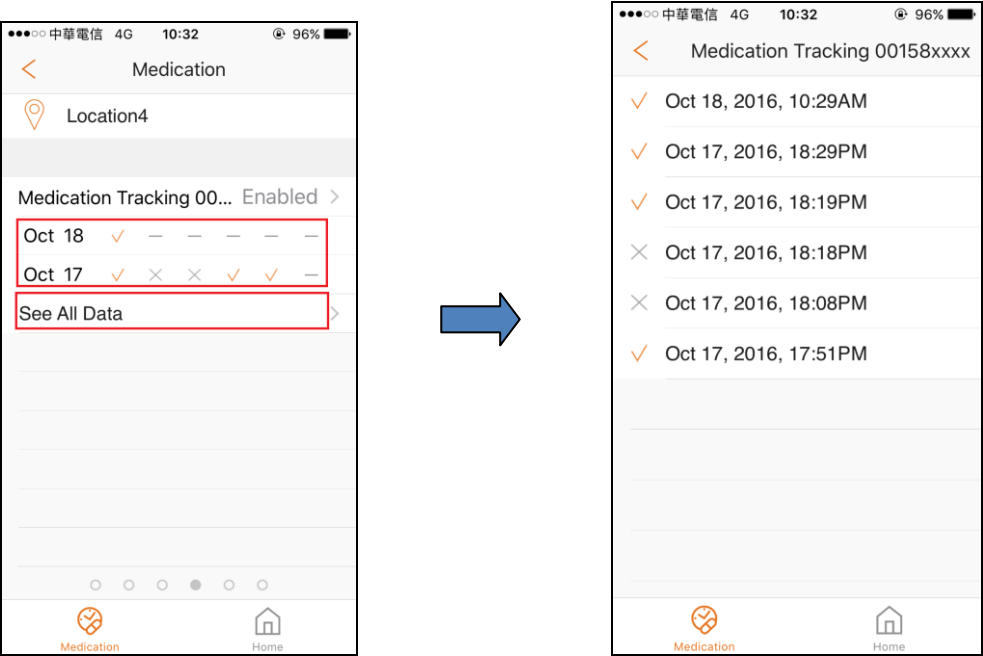 中華電信 4G 10:32 96%
Medication
Location4
Medication Tracking 00... Enabled
Oct 18
Oct 17
See All Data
Medication Home
中華電信 4G 10:32 96%
Medication Tracking 00158xxxx
Oct 18, 2016, 10:29AM
Oct 17, 2016, 18:29PM
Oct 17, 2016, 18:19PM
Oct 17, 2016, 18:18PM
Oct 17, 2016, 18:08PM
Oct 17, 2016, 17:51PM
Medication Home